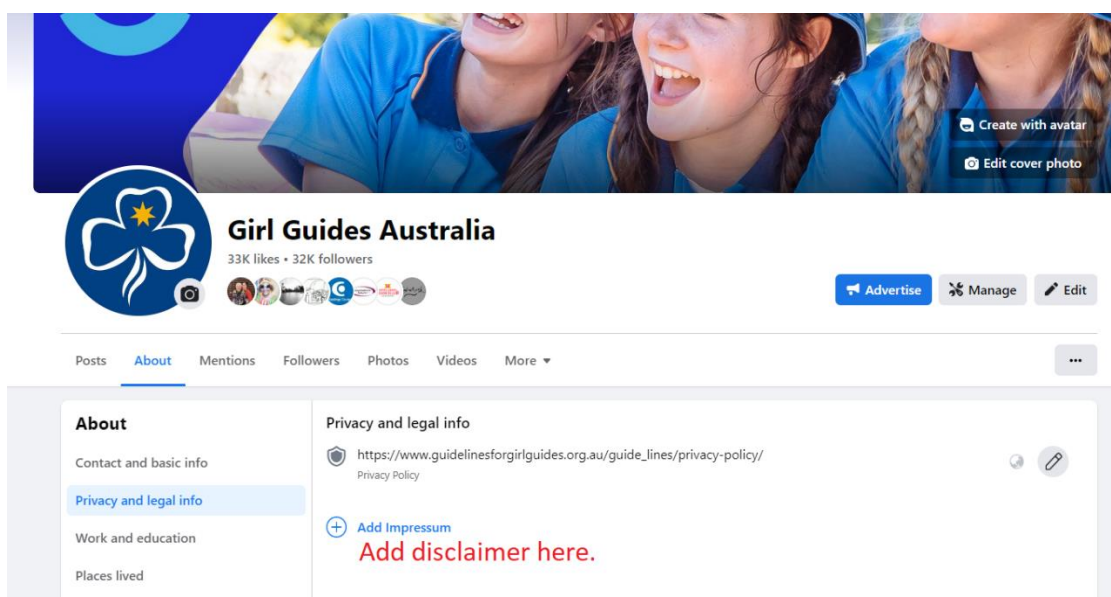 Create with avatar
Edit cover photo
Girl Guides Australia
33K likes • 32K followers
Advertise
Manage
Edit
Posts
About
Mentions
Followers
Photos
Videos
More
About
Contact and basic info
Privacy and legal info
Work and education
Places lived
Privacy and legal info
https://www.guidelinesforgirlguides.org.au/guide_lines/privacy-policy/
Privacy Policy
Add Impressum
Add disclaimer here.